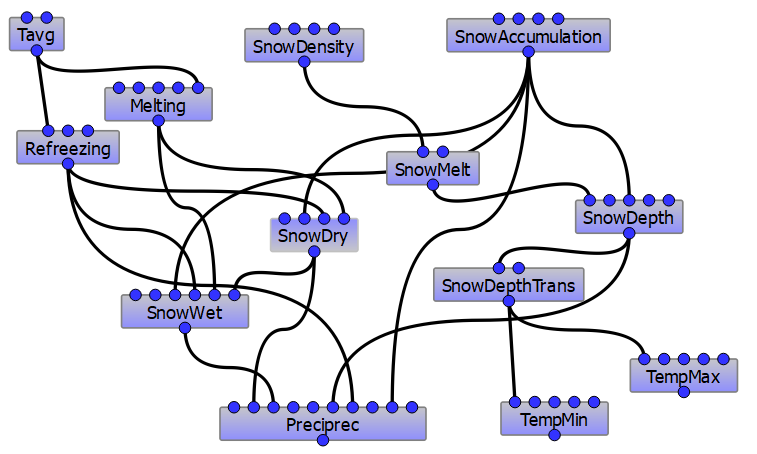 Tavg
SnowDensity
SnowAccumulation
Melting
Refreezing
SnowMelt
SnowDepth
SnowDry
SnowDepthTrans
SnowWet
TempMax
TempMin
Preciprec